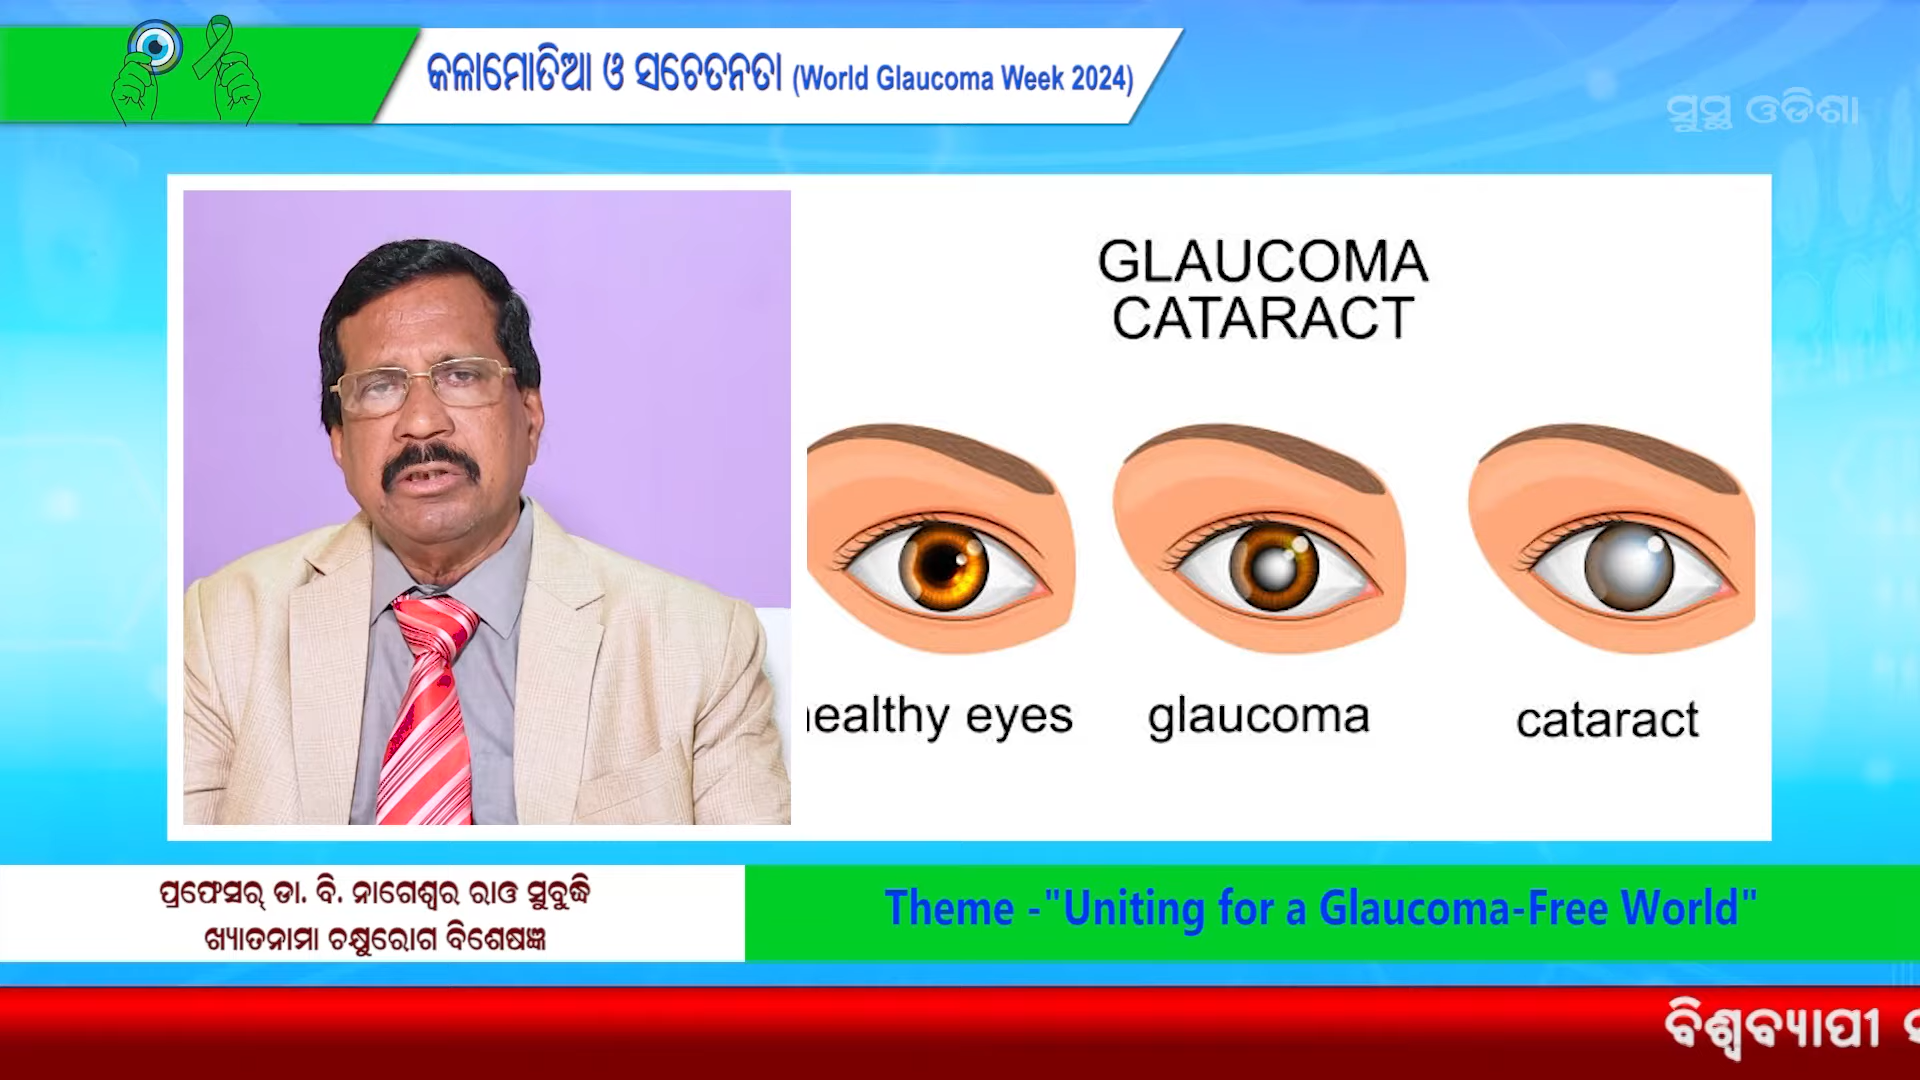 କଳାମୋତିଆ ଓ ସଚେତନତା (World Glaucoma Week 2024)
ସୁସ୍ଥ ଓଡିଶା
GLAUCOMA
CATARACT
ealthy eyes glaucoma cataract
ପ୍ରଫେସର୍ ଡା. ବି. ନାଗେଶ୍ୱର ରାଓ ସୁବୁଦ୍ଧି
ଖ୍ୟାତନାମା ଚକ୍ଷୁରୋଗ ବିଶେଷଜ୍ଞ
Theme -"Uniting for a Glaucoma-Free World"
ବିଶ୍ୱବ୍ୟାପୀ